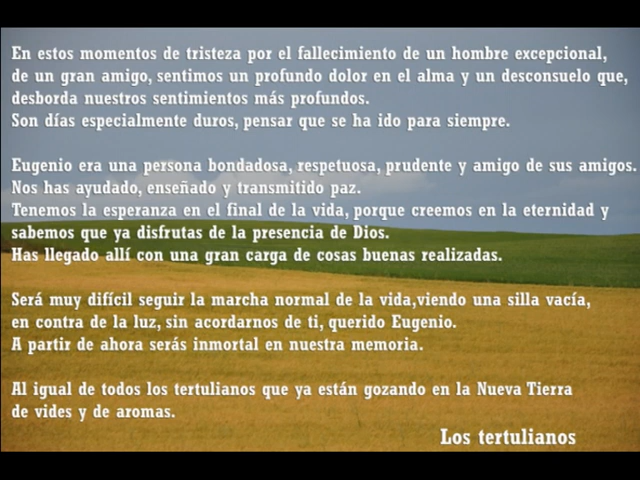 En estos momentos de tristeza por el fallecimiento de un hombre excepcional,
de un gran amigo, sentimos un profundo dolor en el alma y un desconsuelo que,
desborda nuestros sentimientos más profundos.
Son días especialmente duros, pensar que se ha ido para siempre.
Eugenio era una persona bondadosa, respetuosa, prudente y amigo de sus amigos.
Nos has ayudado, enseñado y transmitido paz.
Tenemos la esperanza en el final de la vida, porque creemos en la eternidad y
sabemos que ya disfrutas de la presencia de Dios.
Has llegado allí con una gran carga de cosas buenas realizadas.
Será muy difícil seguir la marcha normal de la vida,viendo una silla vacía,
en contra de la luz, sin acordarnos de ti, querido Eugenio.
A partir de ahora serás inmortal en nuestra memoria.
Al igual de todos los tertulianos que ya están gozando en la Nueva Tierra
de vides y de aromas.
Los tertulianos